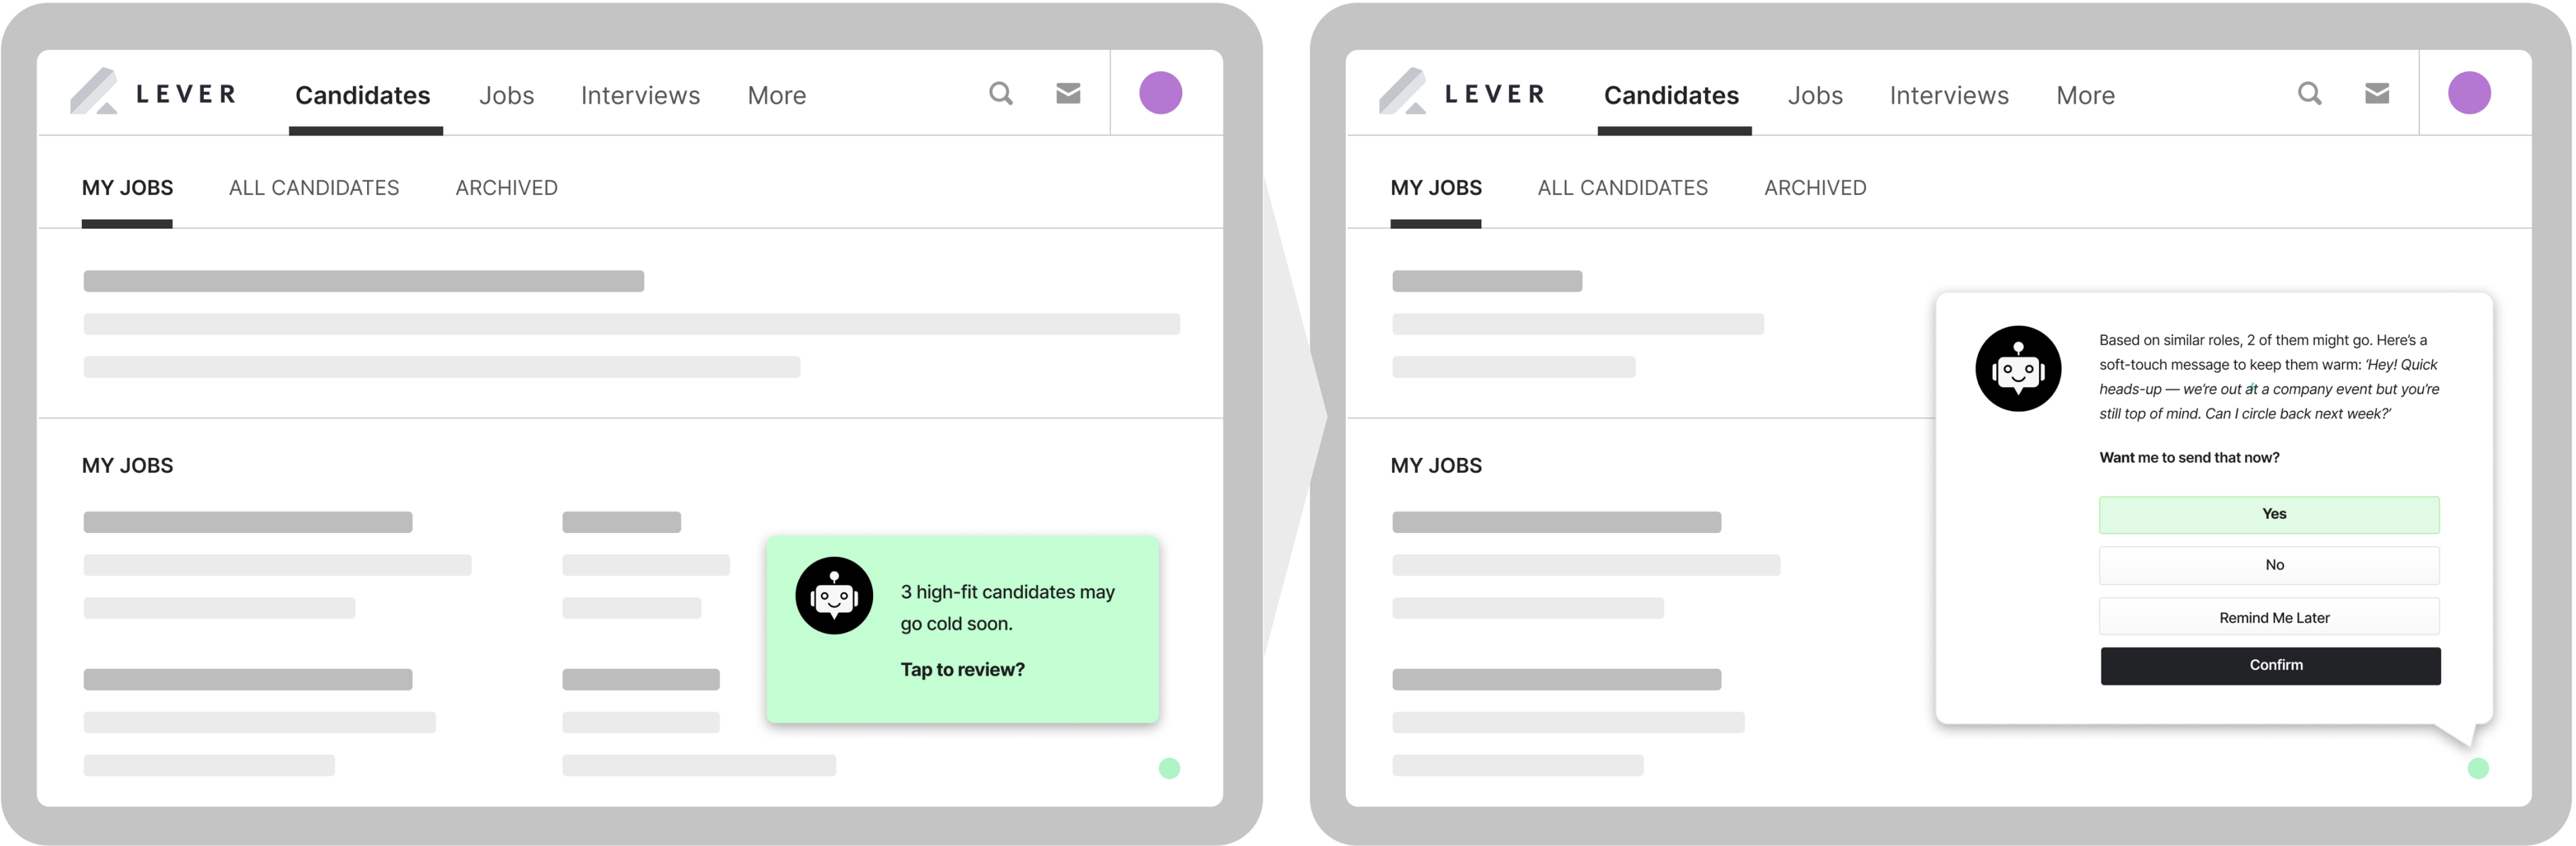 LEVER Candidates Jobs Interviews More
MY JOBS ALL CANDIDATES ARCHIVED
MY JOBS
3 high-fit candidates may
go cold soon.
Tap to review?
LEVER Candidates Jobs Interviews More
MY JOBS ALL CANDIDATES ARCHIVED
Based on similar roles, 2 of them might go. Here’s a
soft-touch message to keep them warm: ‘Hey! Quick
heads-up — we’re out at a company event but you’re
still top of mind. Can I circle back next week?’
Want me to send that now?
Yes
No
Remind Me Later
Confirm
MY JOBS